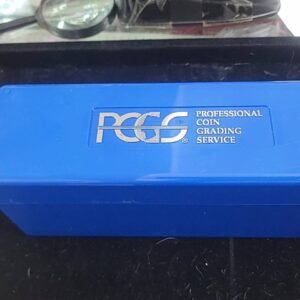 PCGS®
PROFESSIONAL
COIN
GRADING
SERVICE